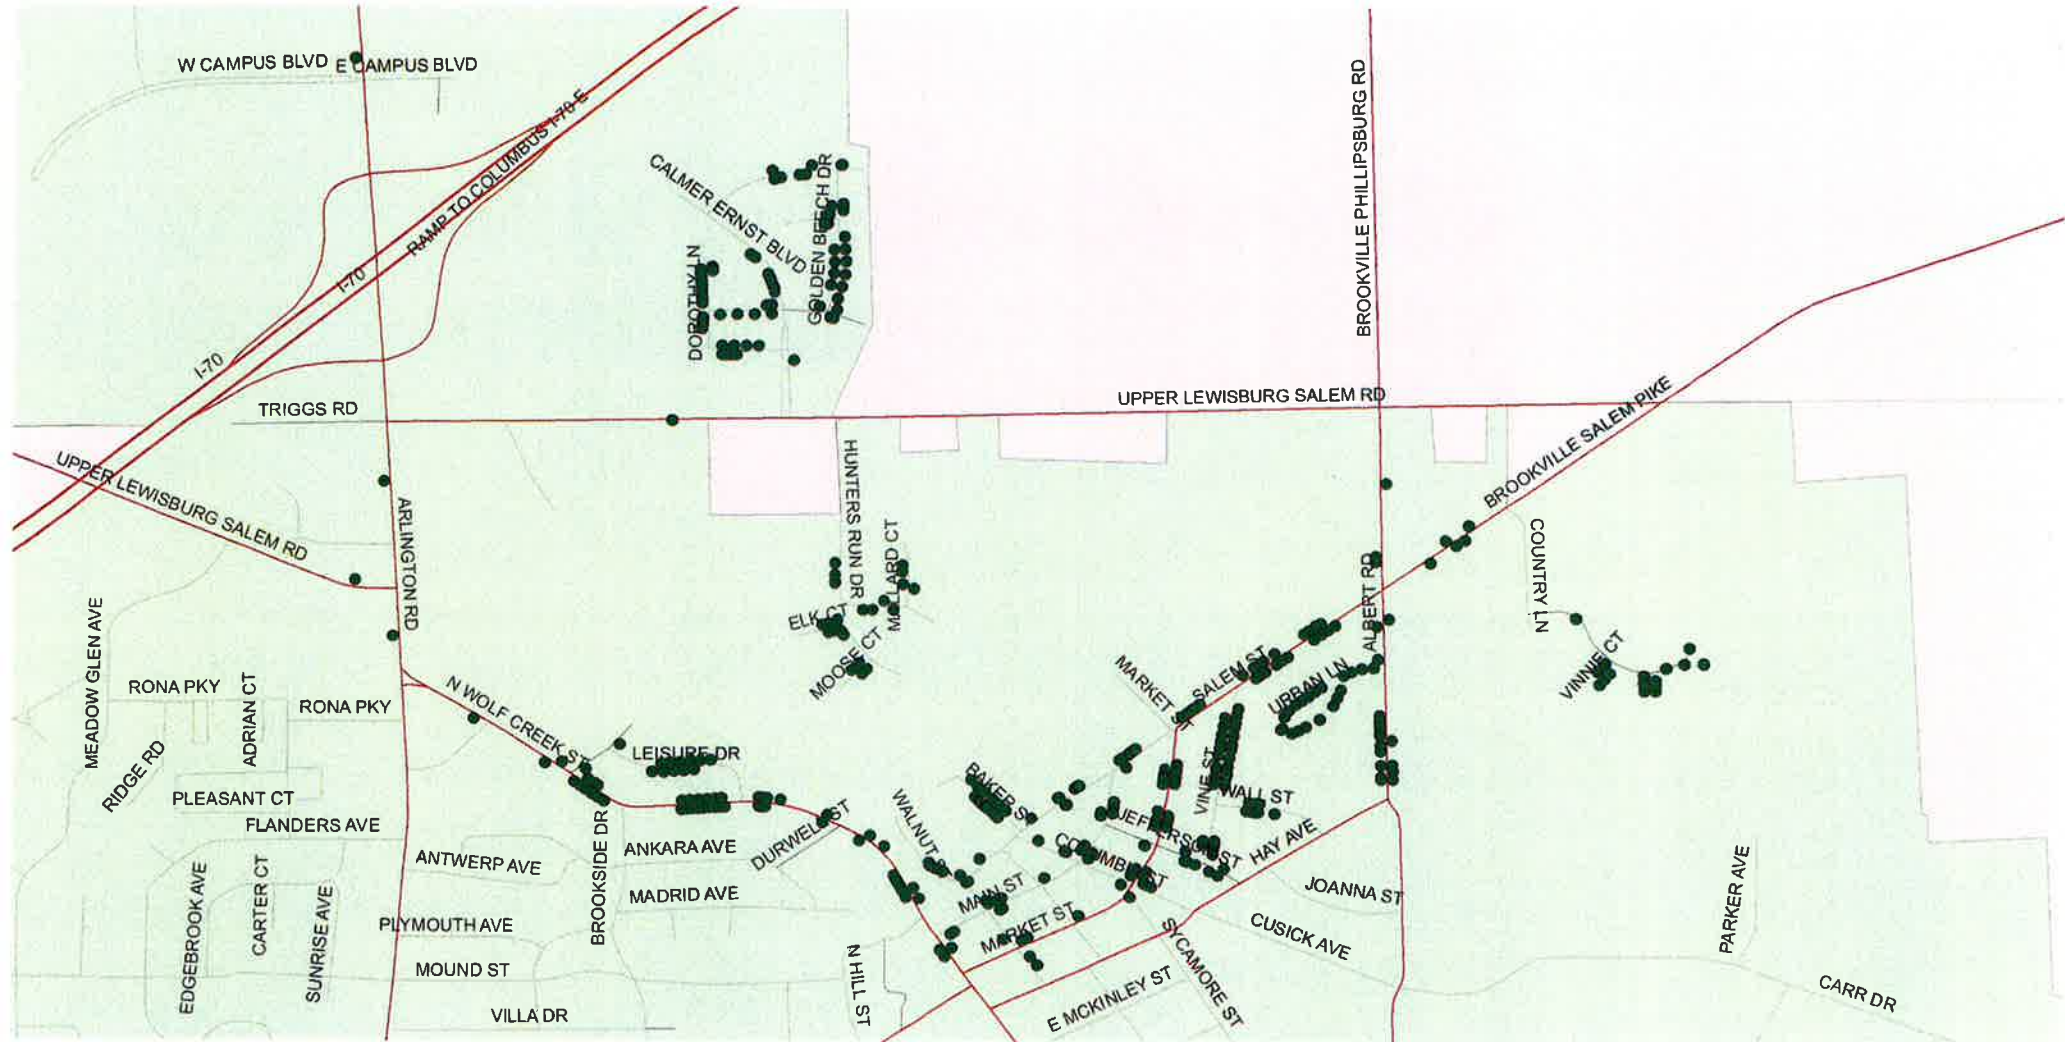 W CAMPUS BLVD
E CAMPUS BLVD
RAMP TO COLUMBUS I-70 E
I-70
I-70
CALMER ERNST BLVD
GOLDEN BEECH DR
DOROTHY LN
BROOKVILLE PHILLIPSBURG RD
TRIGGS RD
UPPER LEWISBURG SALEM RD
BROOKVILLE SALEM PIKE
UPPER LEWISBURG SALEM RD
ARLINGTON RD
HUNTERS RUN DR
MALLARD CT
ELK CT
MOOSE CT
ALBERT RD
COUNTRY LN
VINNIE CT
MEADOW GLEN AVE
RONA PKY
ADRIAN CT
RONA PKY
RIDGE RD
PLEASANT CT
FLANDERS AVE
N WOLF CREEK ST
LEISURE DR
MARKET ST
SALEM ST
URBAN LN
VINE ST
WALL ST
BAKER ST
WALNUT ST
DURWELL ST
JEFFERSON ST
COLUMBIA ST
HAY AVE
ANTWERP AVE
ANKARA AVE
BROOKSIDE DR
MADRID AVE
MAIN ST
MARKET ST
JOANNA ST
CUSICK AVE
PARKER AVE
EDGEBROOK AVE
CARTER CT
SUNRISE AVE
PLYMOUTH AVE
MOUND ST
VILLA DR
N HILL ST
SYCAMORE ST
E MCKINLEY ST
CARR DR